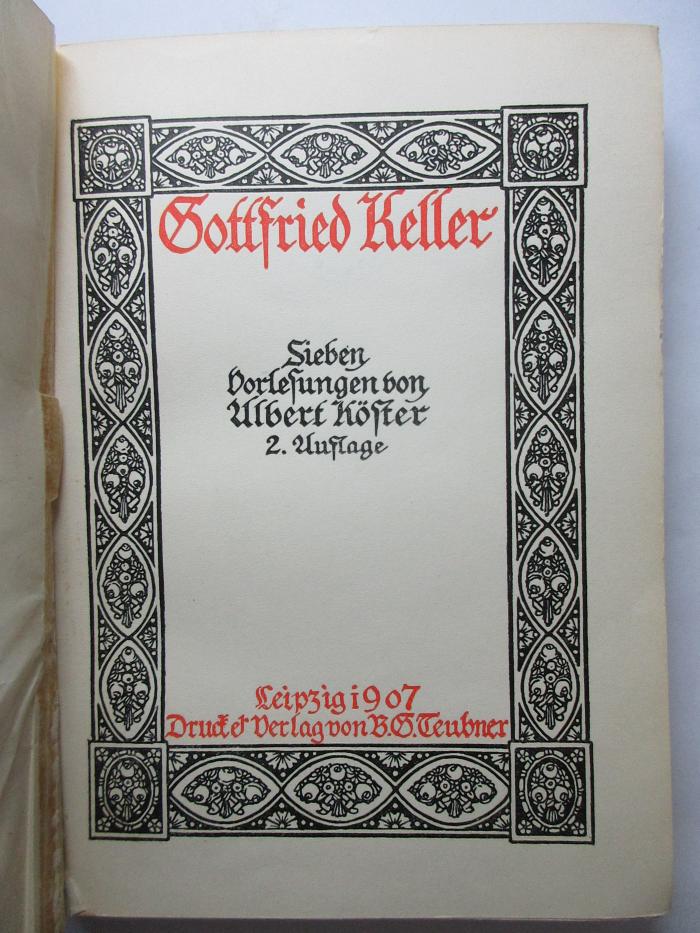 Gottfried Keller
Sieben
Vorlesungen von
Albert Köster
2. Auflage
Leipzig 1907
Druck & Verlag von B.G.Teubner